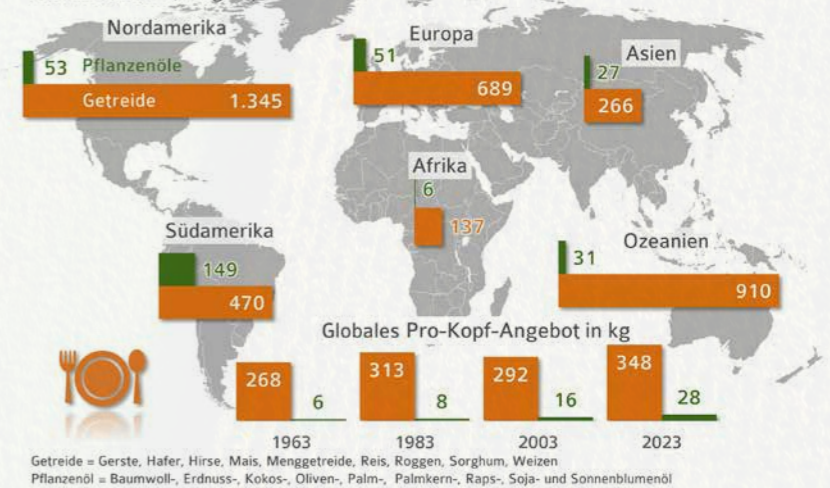 Nordamerika
53 Pflanzenöle
Getreide 1.345
Europa
51
689
Asien
27
266
Afrika
6
137
Südamerika
149
470
Ozeanien
31
910
Globales Pro-Kopf-Angebot in kg
268 6 313 8 292 16 348 28
1963 1983 2003 2023
Getreide = Gerste, Hafer, Hirse, Mais, Menggetreide, Reis, Roggen, Sorghum, Weizen
Pflanzenöl = Baumwoll-, Erdnuss-, Kokos-, Oliven-, Palm-, Palmkern-, Raps-, Soja- und Sonnenblumenöl